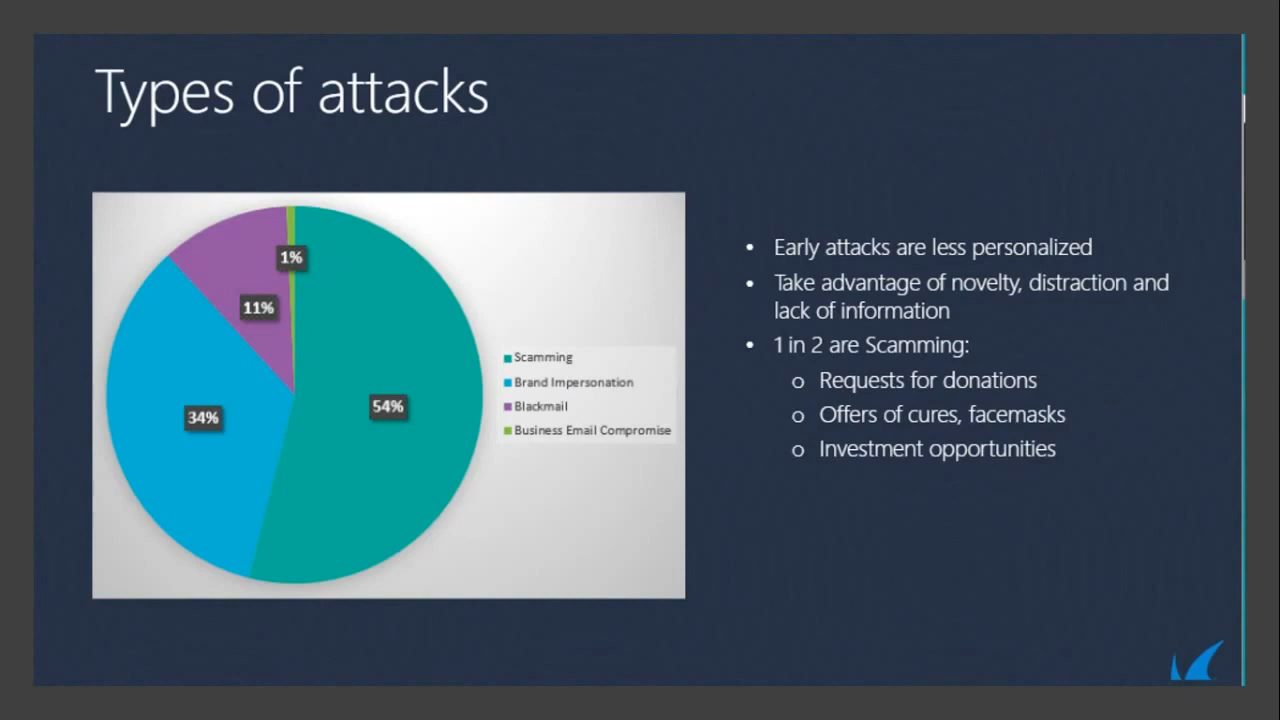 Types of attacks
1%
11%
34%
54%
Scamming
Brand Impersonation
Blackmail
Business Email Compromise
• Early attacks are less personalized
• Take advantage of novelty, distraction and
lack of information
• 1 in 2 are Scamming:
o Requests for donations
o Offers of cures, facemasks
o Investment opportunities